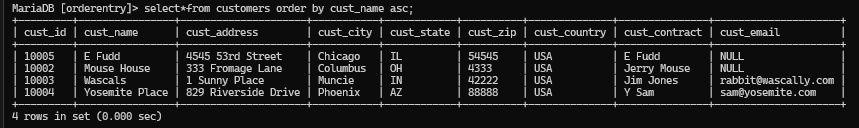 MariaDB [orderentry]> select*from customers order by cust_name asc;
+---------+----------------+---------------------+-----------+------------+----------+--------------+---------------+---------------------+
| cust_id | cust_name | cust_address | cust_city | cust_state | cust_zip | cust_country | cust_contract | cust_email |
+---------+----------------+---------------------+-----------+------------+----------+--------------+---------------+---------------------+
| 10005 | E Fudd | 4545 53rd Street | Chicago | IL | 54545 | USA | E Fudd | NULL |
| 10002 | Mouse House | 333 Fromage Lane | Columbus | OH | 4333 | USA | Jerry Mouse | NULL |
| 10003 | Wascals | 1 Sunny Place | Muncie | IN | 42222 | USA | Jim Jones | rabbit@wascally.com |
| 10004 | Yosemite Place | 829 Riverside Drive | Phoenix | AZ | 88888 | USA | Y Sam | sam@yosemite.com |
+---------+----------------+---------------------+-----------+------------+----------+--------------+---------------+---------------------+
4 rows in set (0.000 sec)